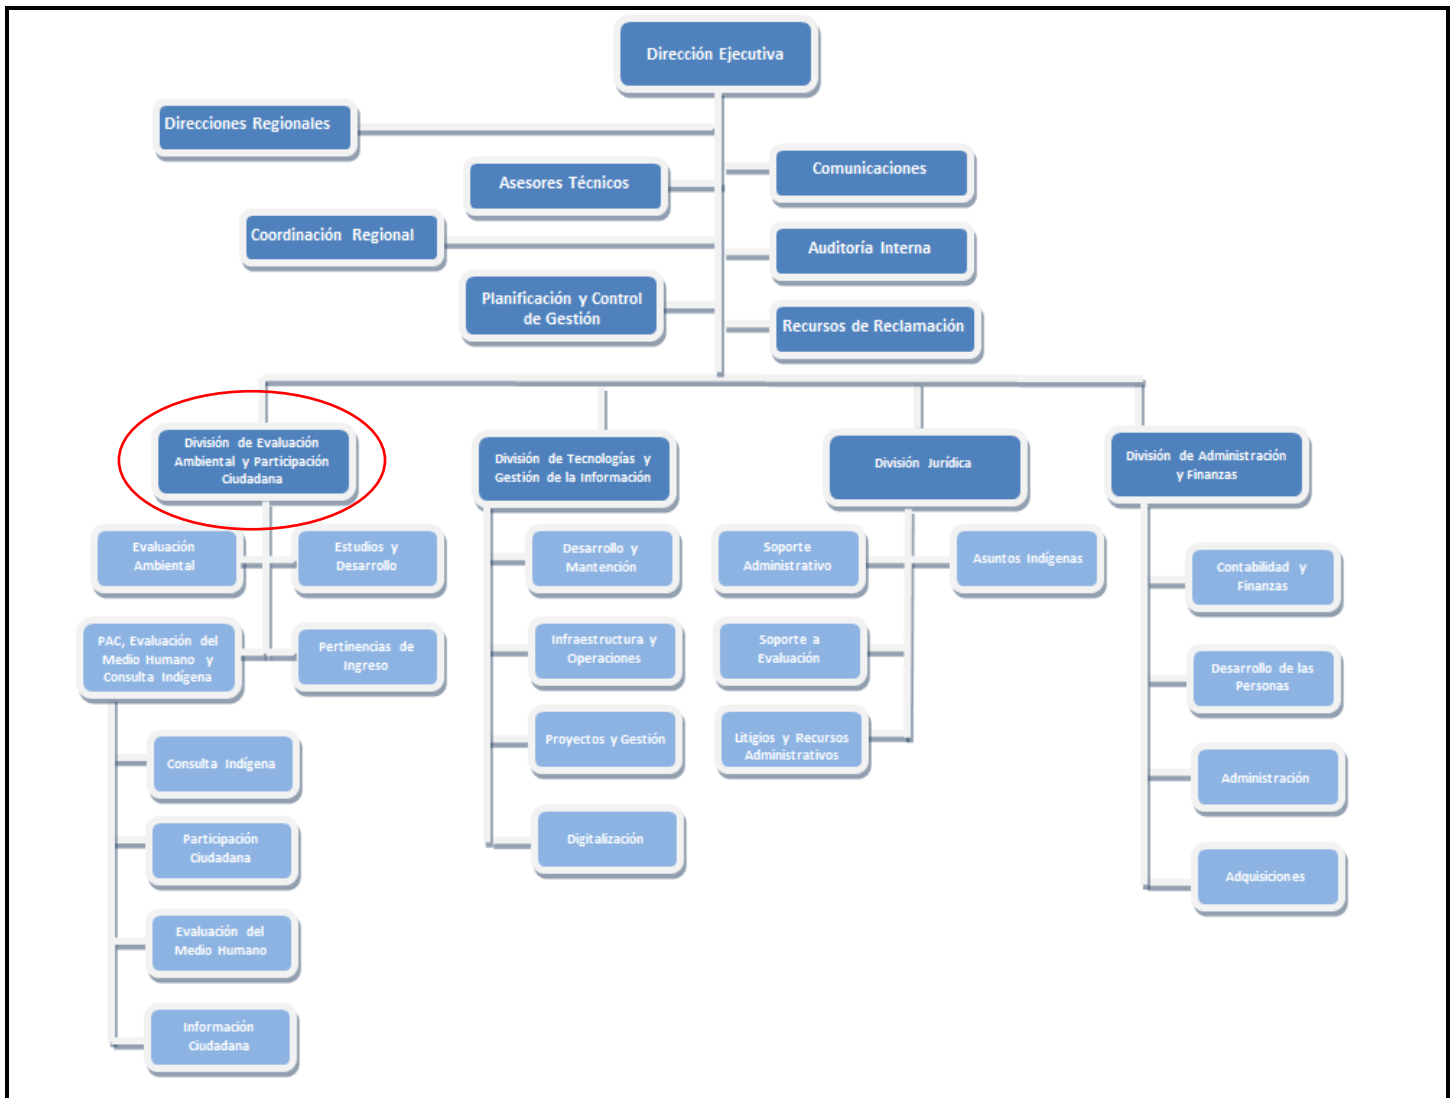 Dirección Ejecutiva
Direcciones Regionales
Comunicaciones
Asesores Técnicos
Coordinación Regional
Auditoría Interna
Planificación y Control
de Gestión
Recursos de Reclamación
División de Evaluación
Ambiental y Participación
Ciudadana
División de Tecnologías y
Gestión de la Información
División Jurídica
División de Administración
y Finanzas
Evaluación
Ambiental
Estudios y
Desarrollo
PAC, Evaluación del
Medio Humano y
Consulta Indígena
Pertinencias de
Ingreso
Consulta Indígena
Participación
Ciudadana
Evaluación del
Medio Humano
Información
Ciudadana
Desarrollo y
Mantención
Infraestructura y
Operaciones
Proyectos y Gestión
Digitalización
Soporte
Administrativo
Asuntos Indígenas
Soporte a
Evaluación
Litigios y Recursos
Administrativos
Contabilidad y
Finanzas
Desarrollo de las
Personas
Administración
Adquisiciones